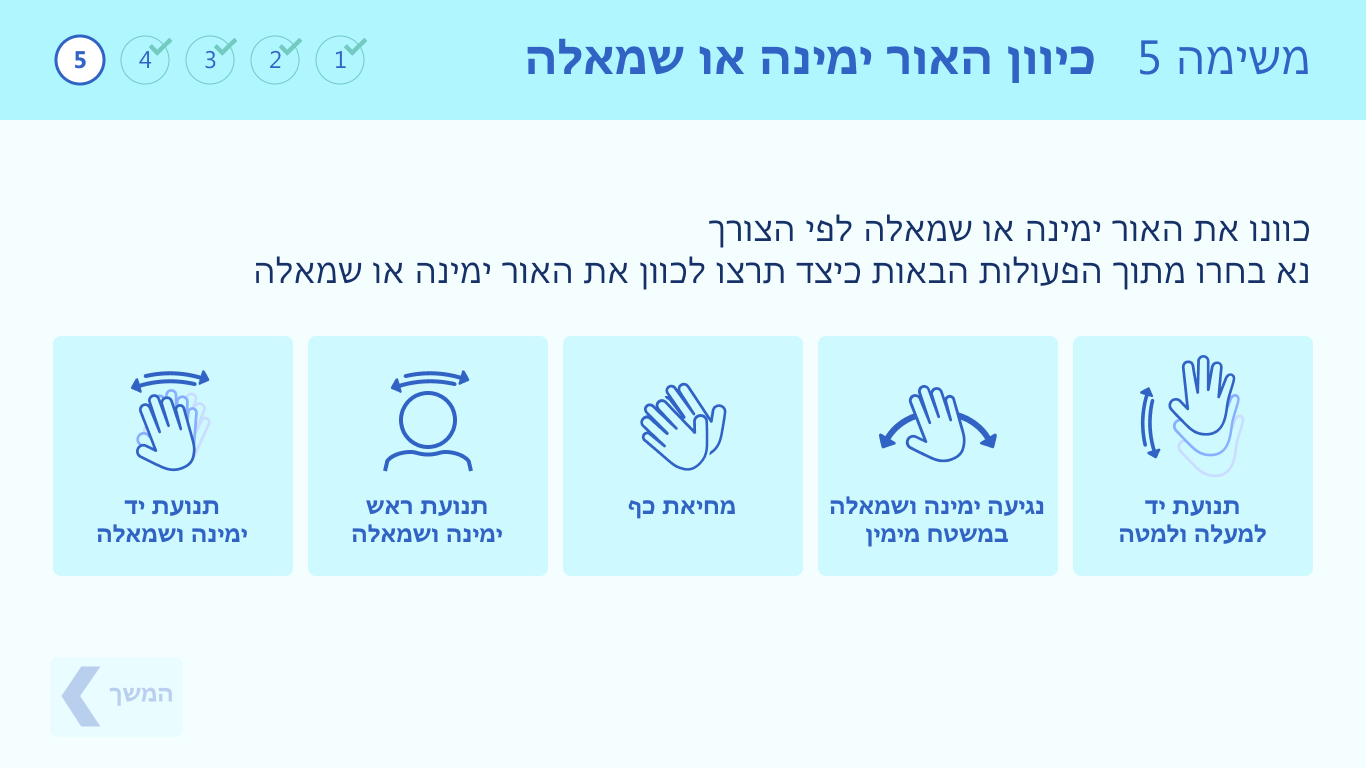 משימה 5 כיוון האור ימינה או שמאלה
1 2 3 4 5
כוונו את האור ימינה או שמאלה לפי הצורך
נא בחרו מתוך הפעולות הבאות כיצד תרצו לכוון את האור ימינה או שמאלה
תנועת יד
למעלה ולמטה
נגיעה ימינה ושמאלה
במשטח מימין
מחיאת כף
תנועת ראש
ימינה ושמאלה
תנועת יד
ימינה ושמאלה
המשך